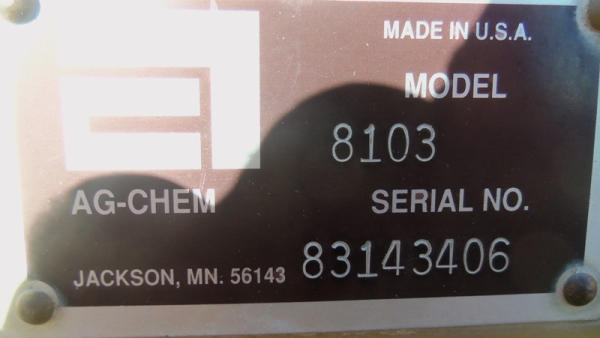 MADE IN U.S.A.
MODEL
8103
AG-CHEM
SERIAL NO.
JACKSON, MN. 56143
83143406